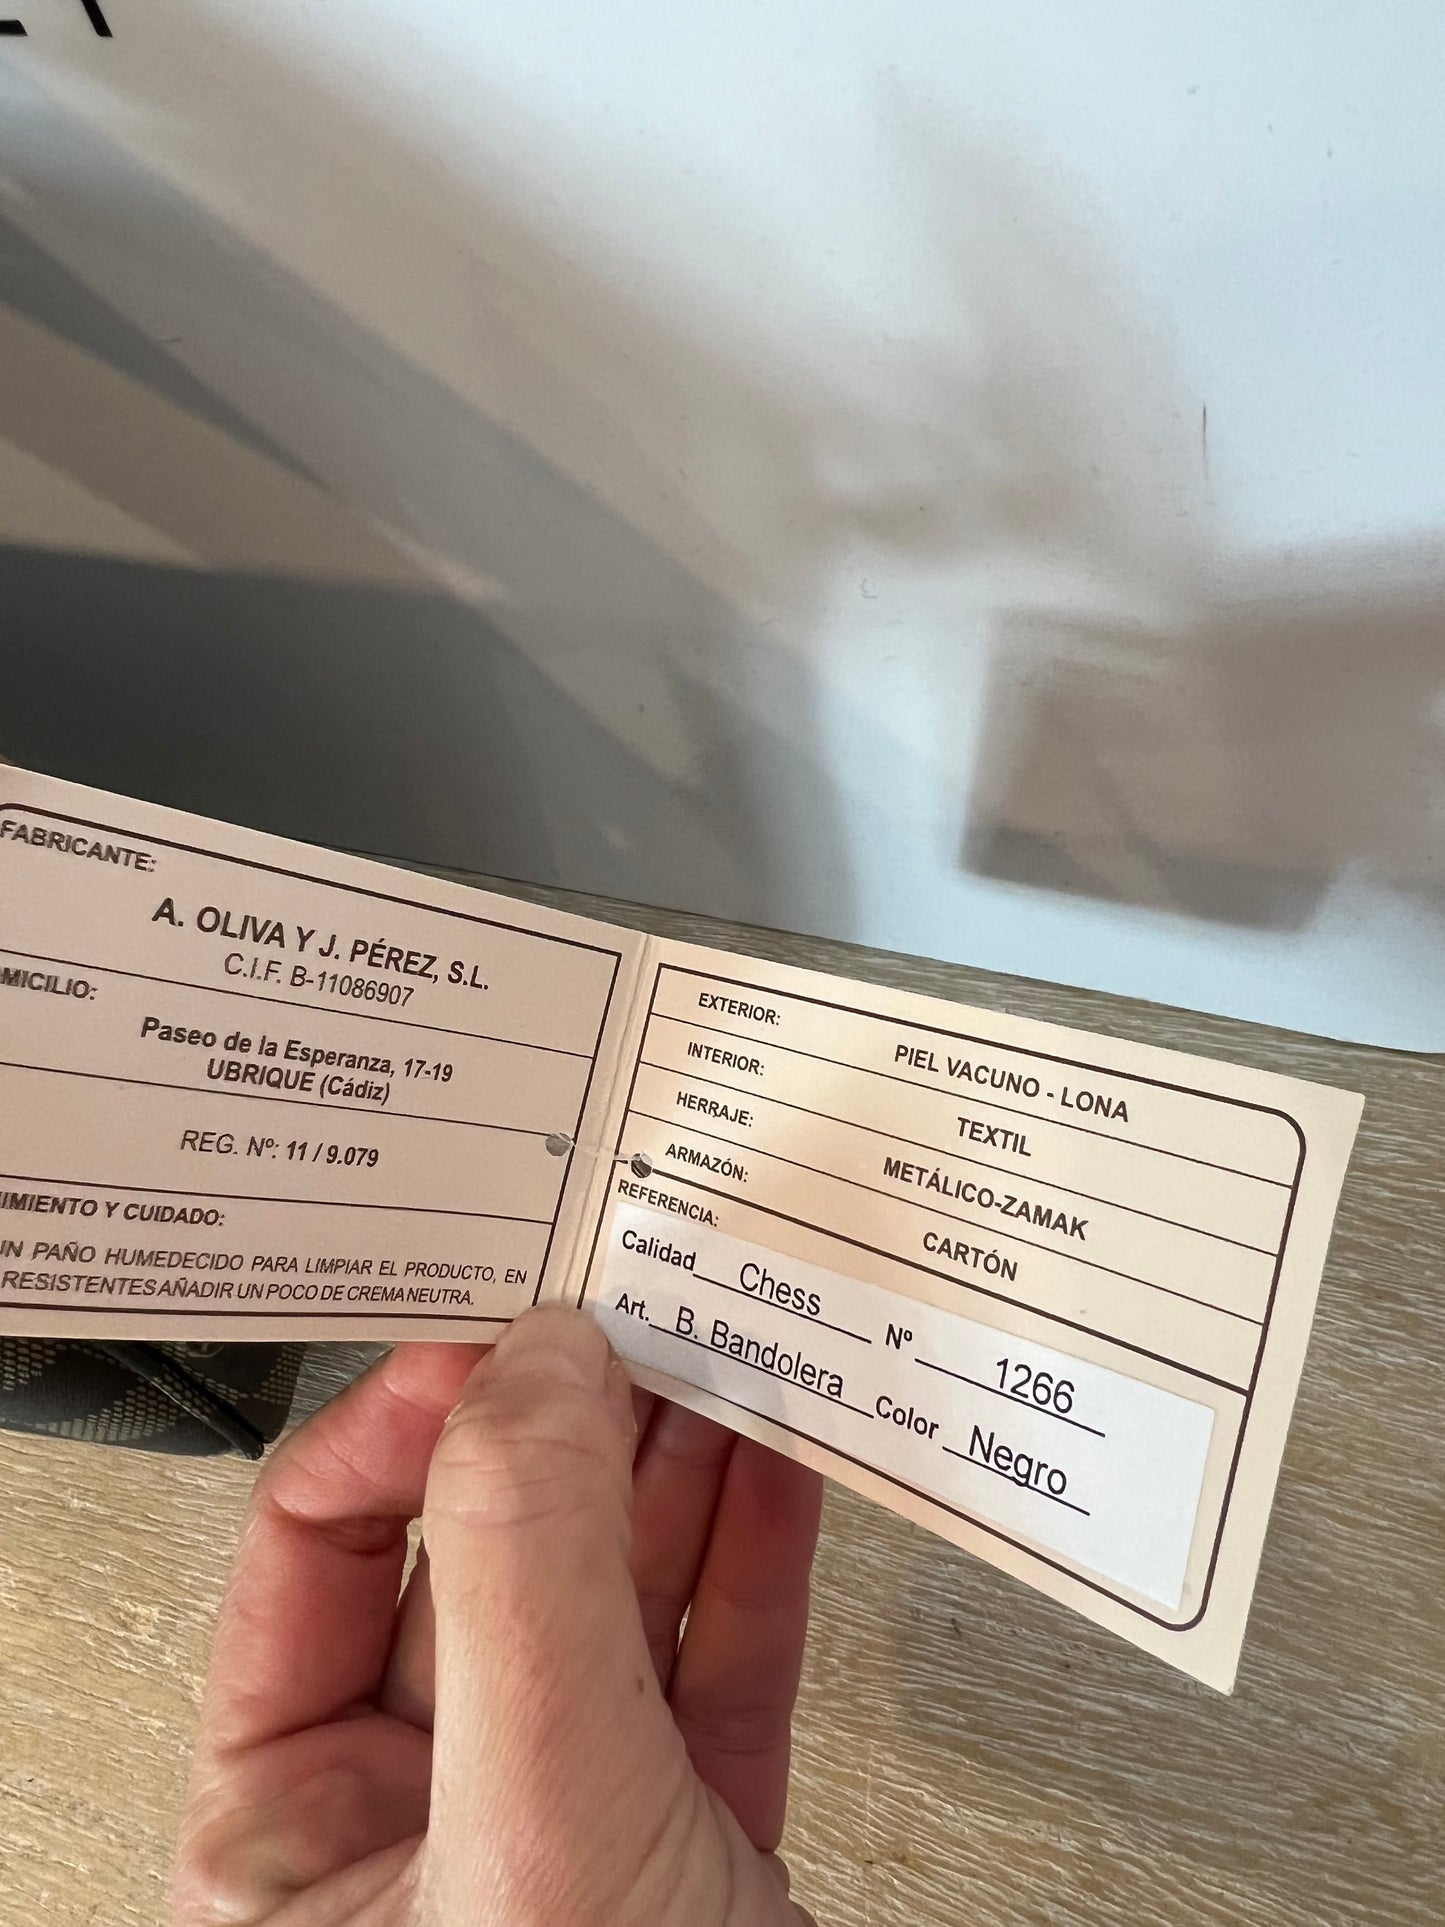 FABRICANTE:
A. OLIVA Y J. PÉREZ, S.L.
C.I.F. B-11086907
MICILIO:
Paseo de la Esperanza, 17-19
UBRIQUE (Cádiz)
REG. Nº: 11 / 9.079
IMIENTO Y CUIDADO:
UN PAÑO HUMEDECIDO PARA LIMPIAR EL PRODUCTO, EN
RESISTENTES AÑADIR UN POCO DE CREMA NEUTRA.
EXTERIOR: PIEL VACUNO - LONA
INTERIOR: TEXTIL
HERRAJE: METÁLICO-ZAMAK
ARMAZÓN: CARTÓN
REFERENCIA:
Calidad Chess Nº 1266
Art. B. Bandolera Color Negro